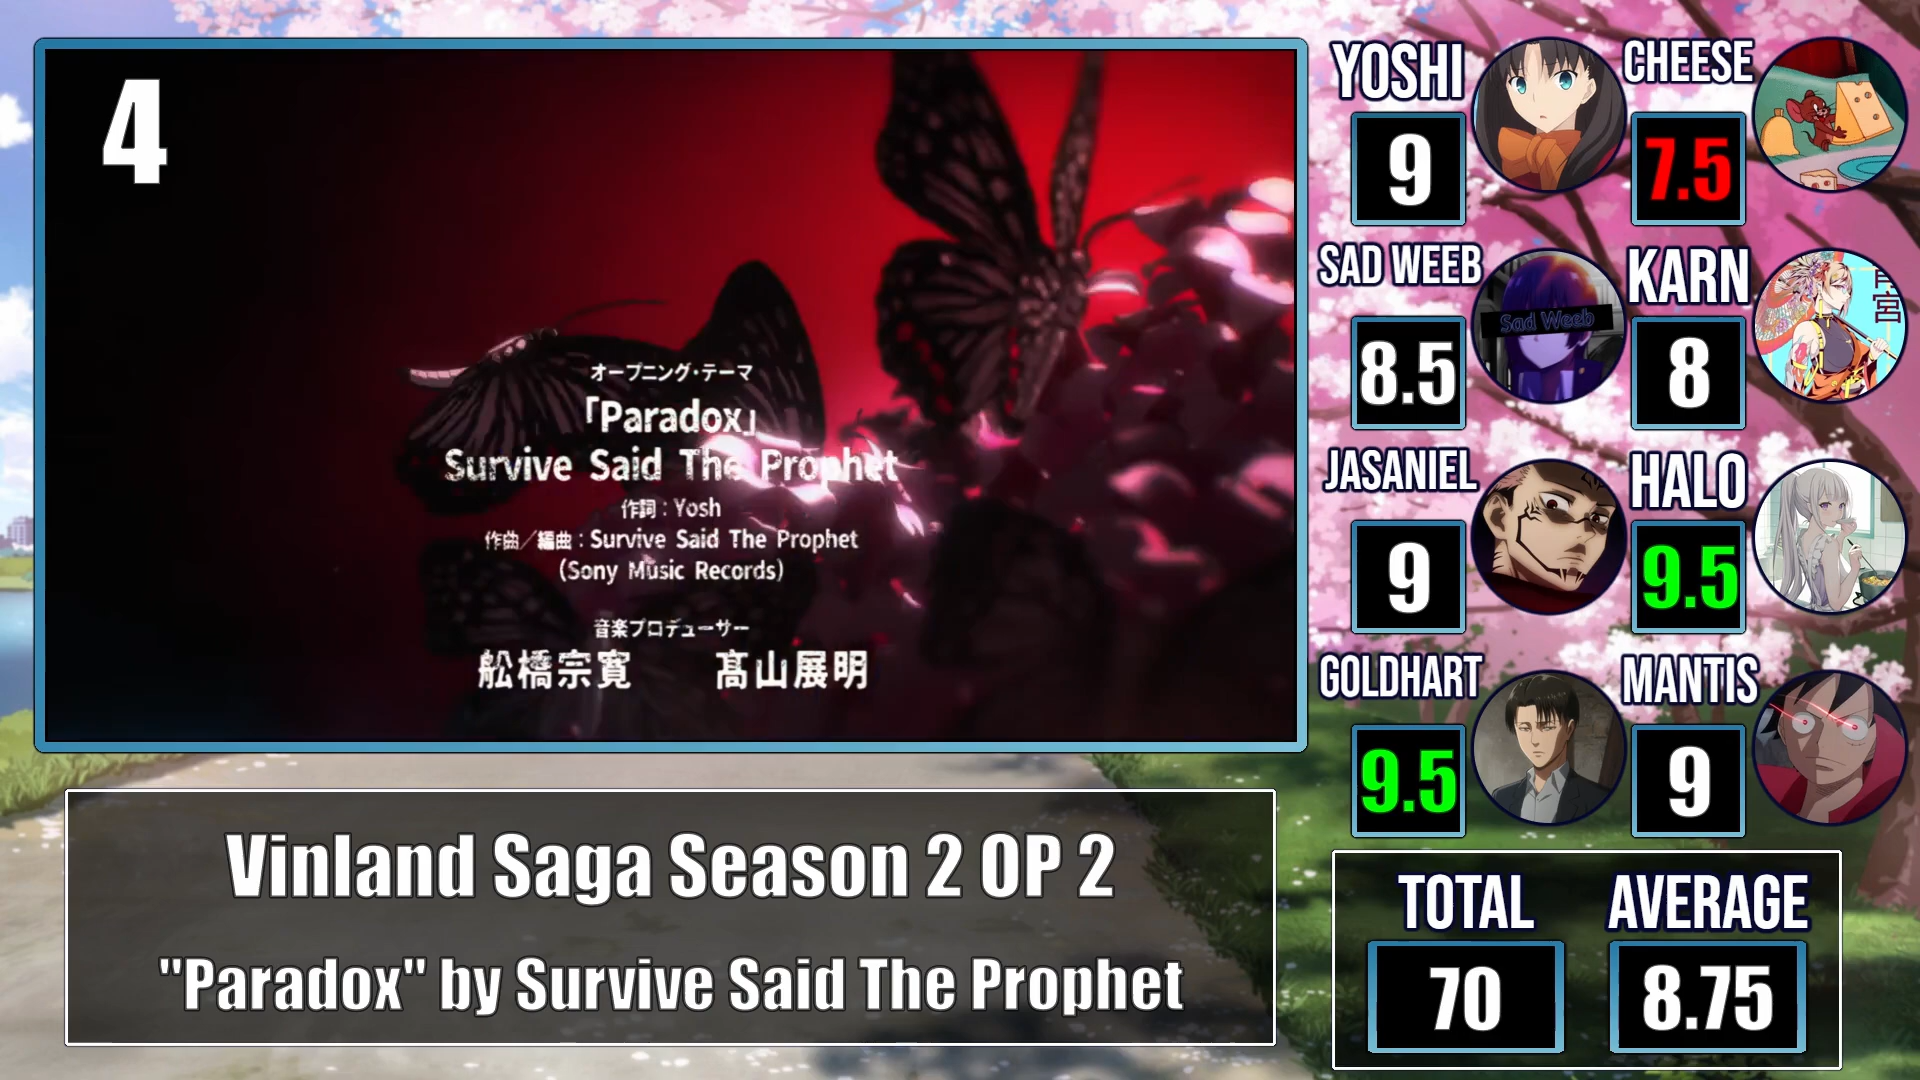 4
オープニング・テーマ
「Paradox」
Survive Said The Prophet
作詞：Yosh
作曲／編曲：Survive Said The Prophet
(Sony Music Records)
音楽プロデューサー
舩橋宗寛　髙山展明
Vinland Saga Season 2 OP 2
"Paradox" by Survive Said The Prophet
YOSHI
9
CHEESE
7.5
SAD WEEB
8.5
Sad Weeb
KARN
8
宮
JASANIEL
9
HALO
9.5
GOLDHART
9.5
MANTIS
9
TOTAL
70
AVERAGE
8.75